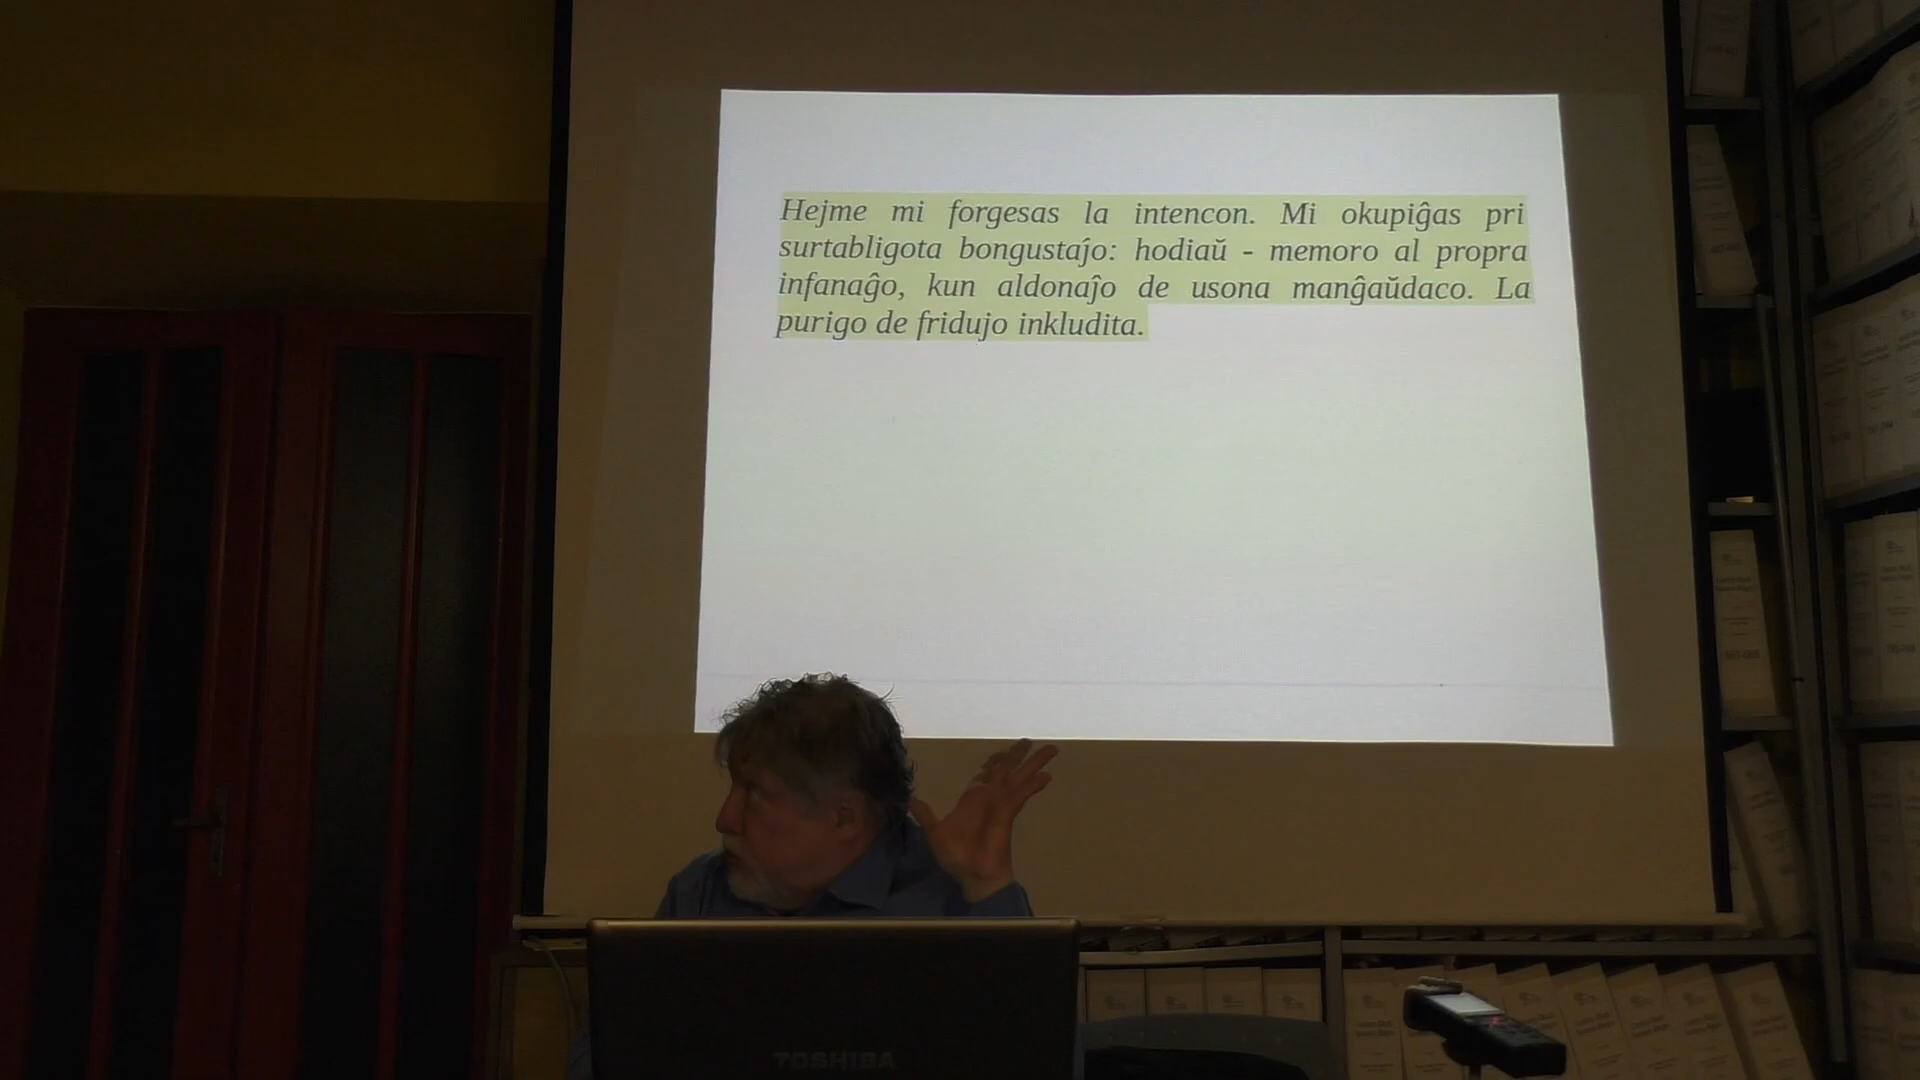 Hejme mi forgesas la intencon. Mi okupiĝas pri
surtabligota bongustaĵo: hodiaŭ - memoro al propra
infanaĝo, kun aldonaĵo de usona manĝaŭdaco. La
purigo de fridujo inkludita.
TOSHIBA